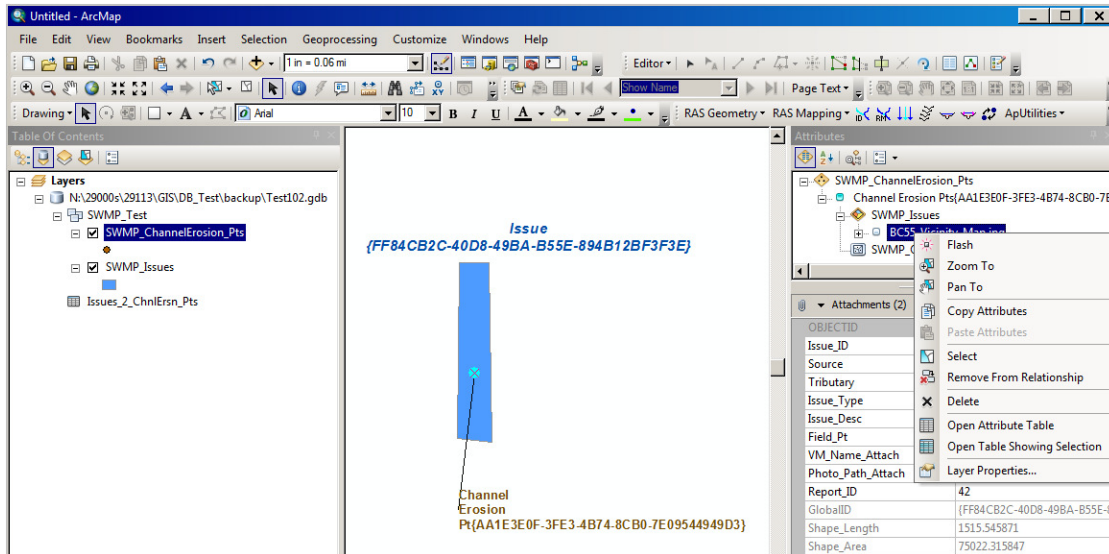 Untitled - ArcMap
File Edit View Bookmarks Insert Selection Geoprocessing Customize Windows Help
1 in = 0.06 mi
Editor
Show Name
Page Text
Drawing
A
Arial
10
B I U A
RAS Geometry RAS Mapping
ApUtilities
Table Of Contents
Layers
N:\29000s\29113\GIS\DB_Test\backup\Test102.gdb
SWMP_Test
SWMP_ChannelErosion_Pts
SWMP_Issues
Issues_2_ChnlErsn_Pts
Issue
{FF84CB2C-40D8-49BA-B55E-894B12BF3F3E}
Channel
Erosion
Pt{AA1E3E0F-3FE3-4B74-8CB0-7E09544949D3}
Attributes
SWMP_ChannelErosion_Pts
Channel Erosion Pts{AA1E3E0F-3FE3-4B74-8CB0-7E
SWMP_Issues
BC55_Vicinity_Map.jpg
Flash
Zoom To
Pan To
Copy Attributes
Paste Attributes
Select
Remove From Relationship
Delete
Open Attribute Table
Open Table Showing Selection
Layer Properties...
Attachments (2)
OBJECTID
Issue_ID
Source
Tributary
Issue_Type
Issue_Desc
Field_Pt
VM_Name_Attach
Photo_Path_Attach
Report_ID 42
GlobalID {FF84CB2C-40D8-49BA-B55E-
Shape_Length 1515.545871
Shape_Area 75022.315847